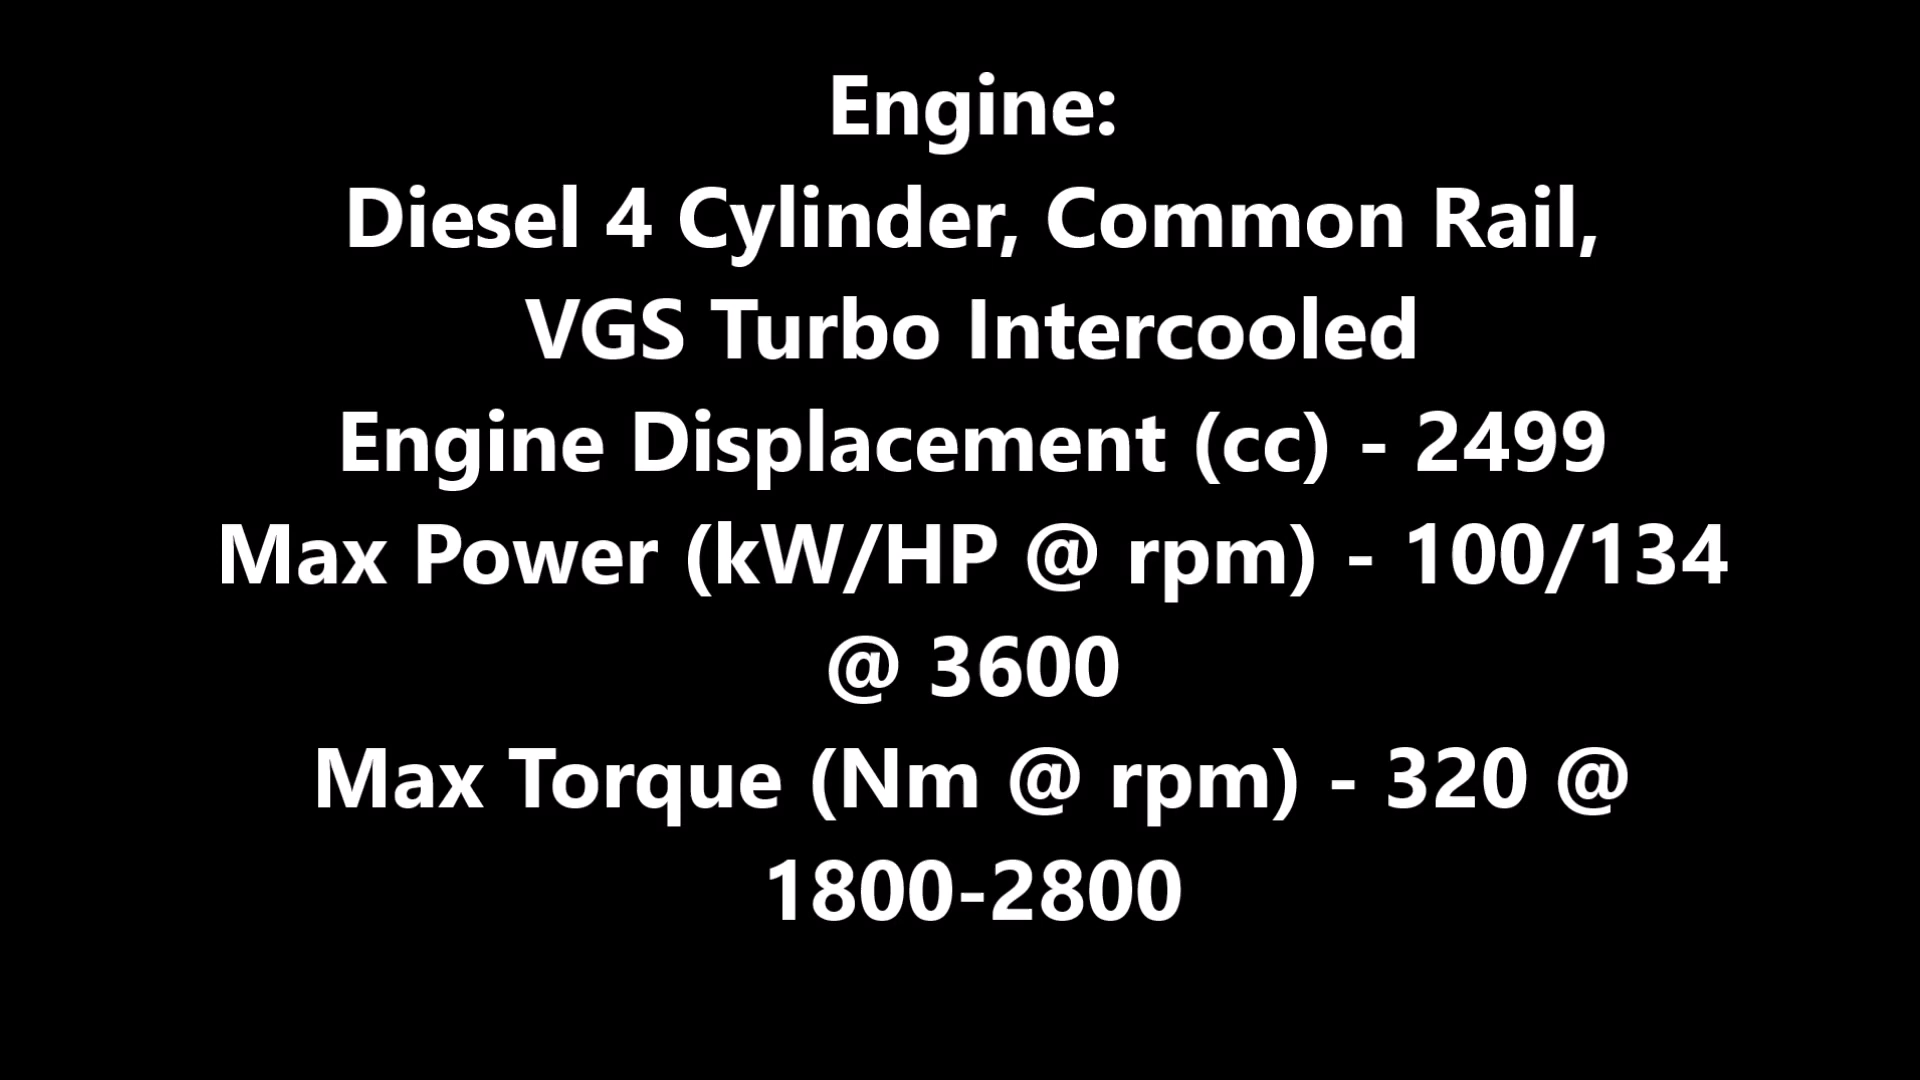 Engine:
Diesel 4 Cylinder, Common Rail,
VGS Turbo Intercooled
Engine Displacement (cc) - 2499
Max Power (kW/HP @ rpm) - 100/134
@ 3600
Max Torque (Nm @ rpm) - 320 @
1800-2800